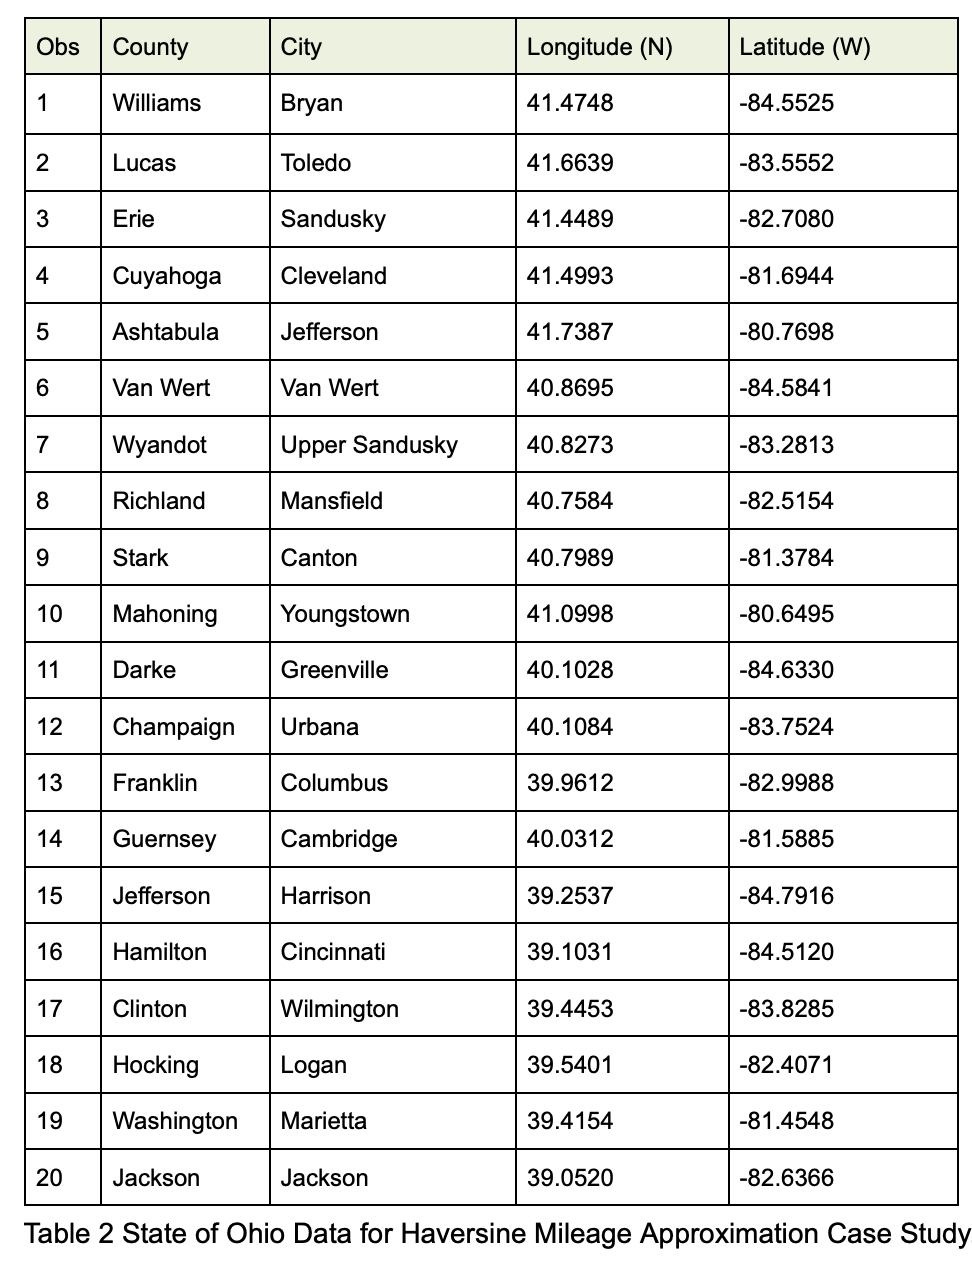 Obs County City Longitude (N) Latitude (W)
1 Williams Bryan 41.4748 -84.5525
2 Lucas Toledo 41.6639 -83.5552
3 Erie Sandusky 41.4489 -82.7080
4 Cuyahoga Cleveland 41.4993 -81.6944
5 Ashtabula Jefferson 41.7387 -80.7698
6 Van Wert Van Wert 40.8695 -84.5841
7 Wyandot Upper Sandusky 40.8273 -83.2813
8 Richland Mansfield 40.7584 -82.5154
9 Stark Canton 40.7989 -81.3784
10 Mahoning Youngstown 41.0998 -80.6495
11 Darke Greenville 40.1028 -84.6330
12 Champaign Urbana 40.1084 -83.7524
13 Franklin Columbus 39.9612 -82.9988
14 Guernsey Cambridge 40.0312 -81.5885
15 Jefferson Harrison 39.2537 -84.7916
16 Hamilton Cincinnati 39.1031 -84.5120
17 Clinton Wilmington 39.4453 -83.8285
18 Hocking Logan 39.5401 -82.4071
19 Washington Marietta 39.4154 -81.4548
20 Jackson Jackson 39.0520 -82.6366
Table 2 State of Ohio Data for Haversine Mileage Approximation Case Study